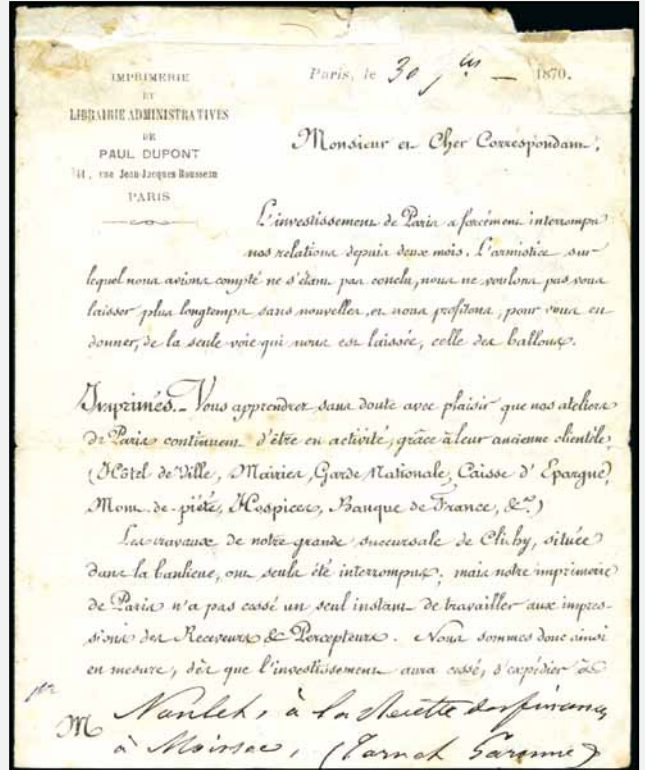 IMPRIMERIE
ET
LIBRAIRIE ADMINISTRATIVES
DE
PAUL DUPONT
41, rue Jean-Jacques Rousseau
PARIS
Paris, le 30 9bre 1870.
Monsieur et Cher Correspondant,
L'investissement de Paris a forcément interrompu
nos relations depuis deux mois. L'armistice sur
lequel nous avions compté ne s'étant pas conclu, nous ne voulons pas vous
laisser plus longtemps sans nouvelles, et nous profitons, pour vous en
donner, de la seule voie qui nous est laissée, celle des ballons.
Imprimés. - Vous apprendrez sans doute avec plaisir que nos ateliers
de Paris continuent d'être en activité, grâce à leur ancienne clientèle,
(Hôtel de Ville, Mairies, Garde Nationale, Caisse d'Epargne,
Mont-de-piété, Hospices, Banque de France, &a.)
Les travaux de notre grande succursale de Clichy, située
dans la banlieue, ont seuls été interrompus; mais notre imprimerie
de Paris n'a pas cessé un seul instant de travailler aux impres-
sions des Receveurs & Percepteurs. Nous sommes donc ainsi
en mesure, dès que l'investissement aura cessé, d'expédier
M Naulet, à la Recette des finances
à Moissac, (Tarn et Garonne)